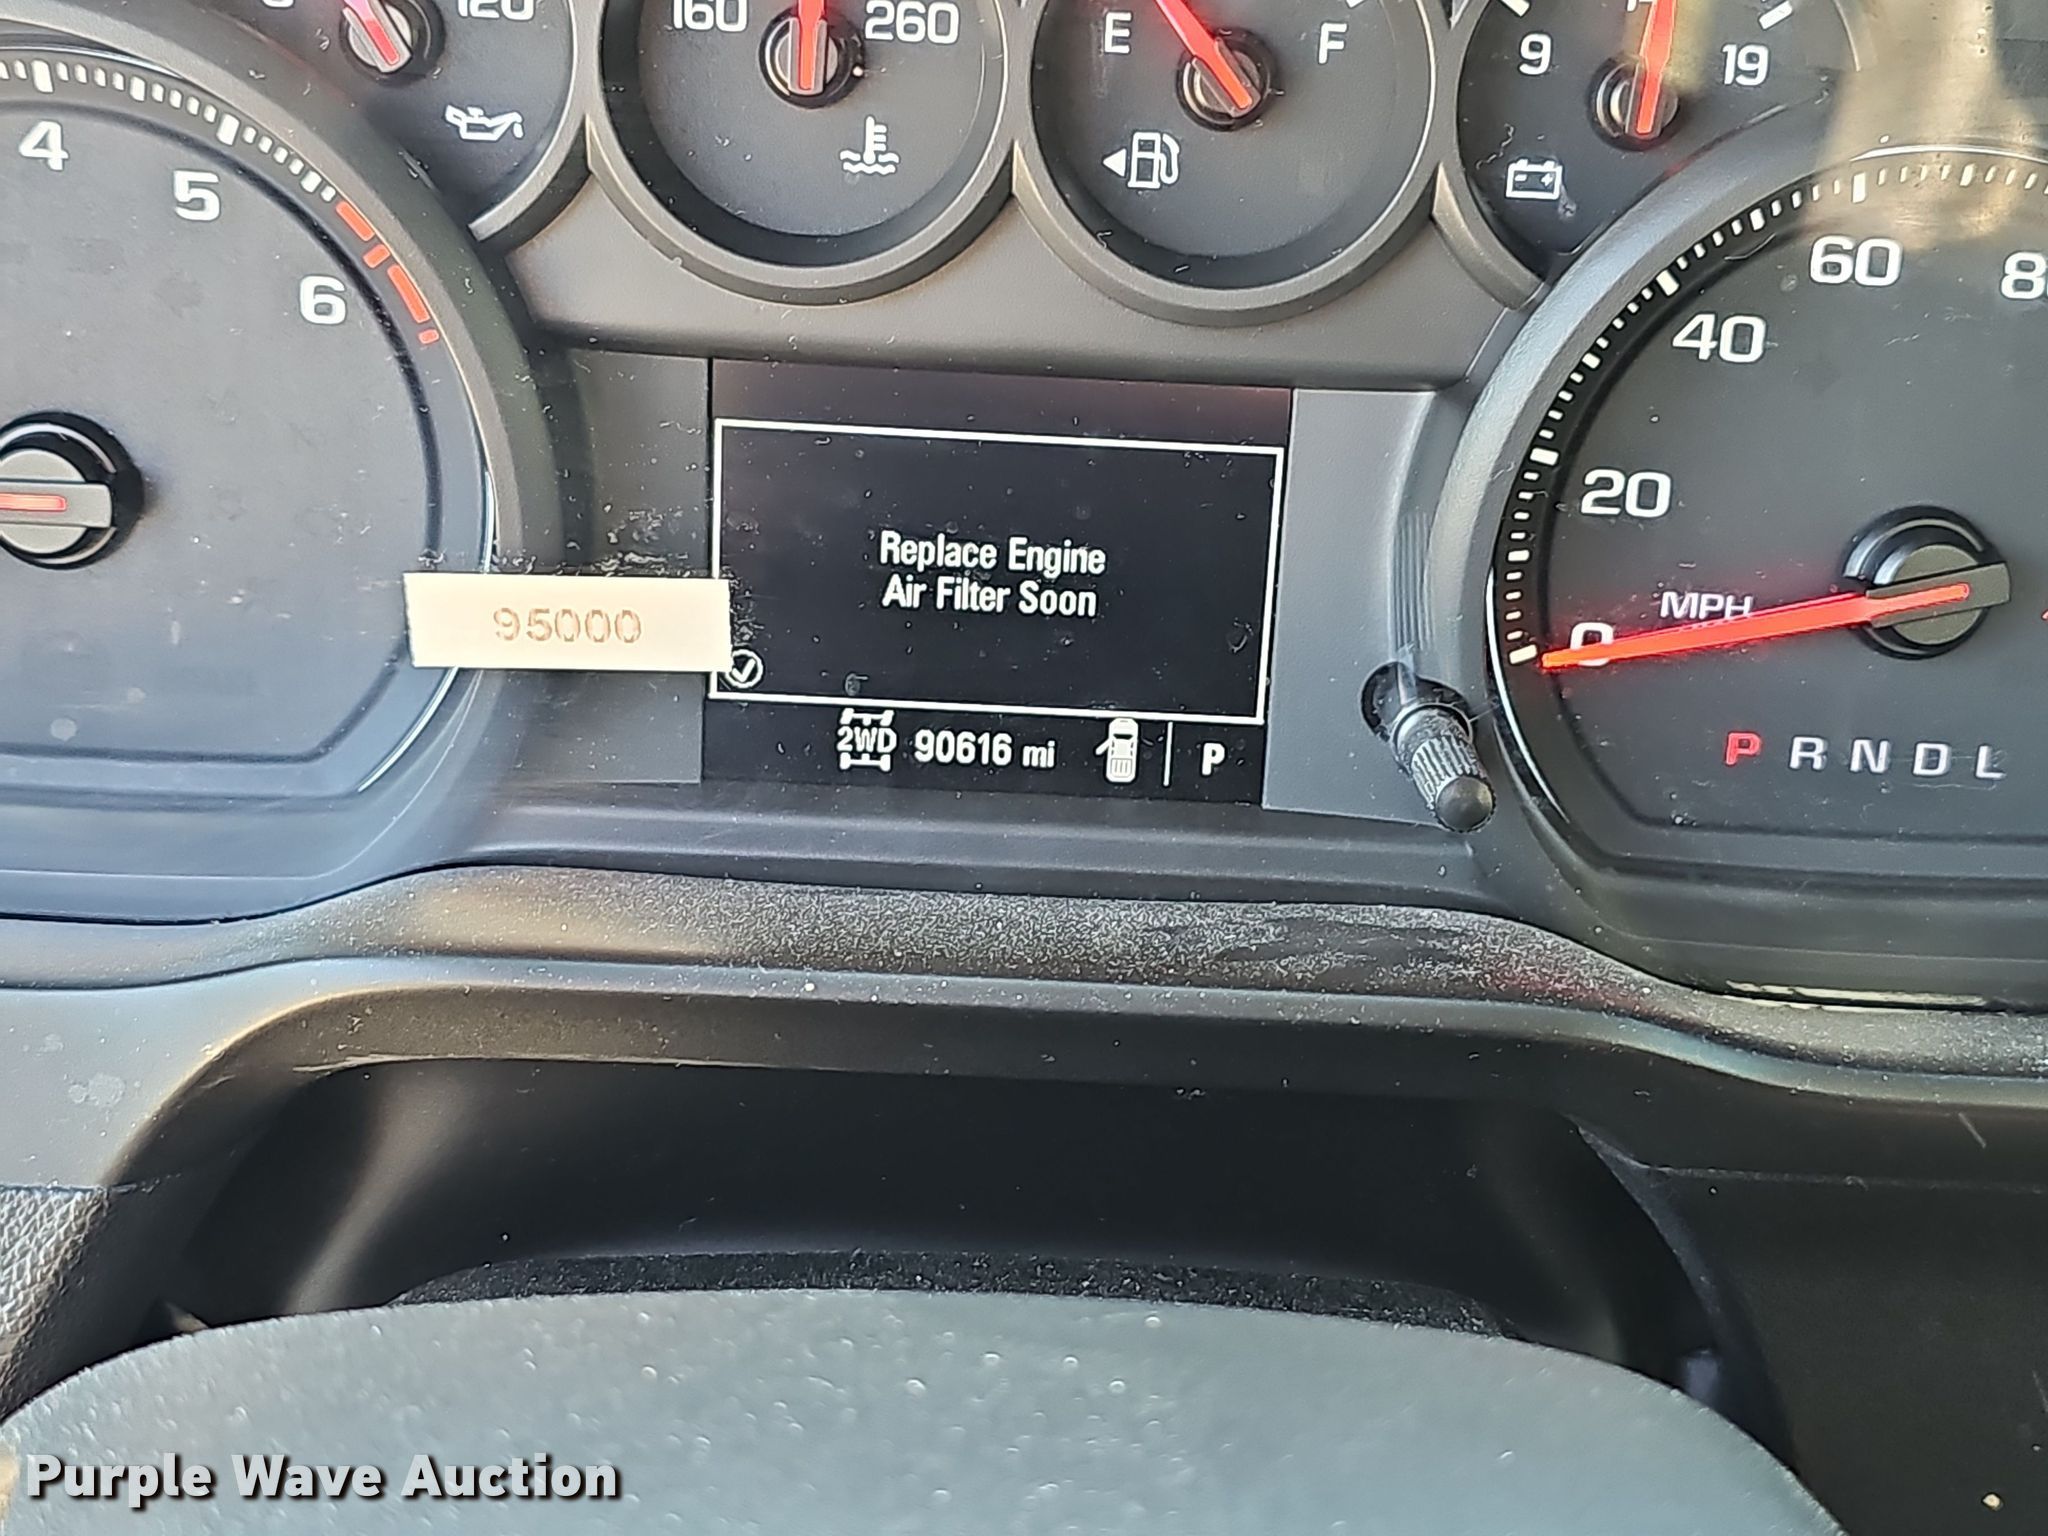 120
160
260
E
F
9
19
4
5
6
60
40
20
MPH
0
Replace Engine
Air Filter Soon
95000
2WD 90616 mi P
P R N D L
Purple Wave Auction